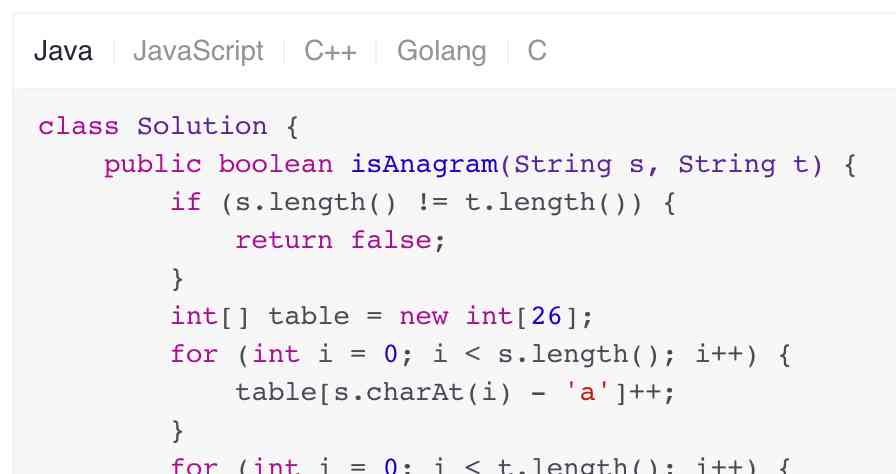 Java JavaScript C++ Golang C
class Solution {
    public boolean isAnagram(String s, String t) {
        if (s.length() != t.length()) {
            return false;
        }
        int[] table = new int[26];
        for (int i = 0; i < s.length(); i++) {
            table[s.charAt(i) - 'a']++;
        }
        for (int i = 0; i < t.length(); i++) {